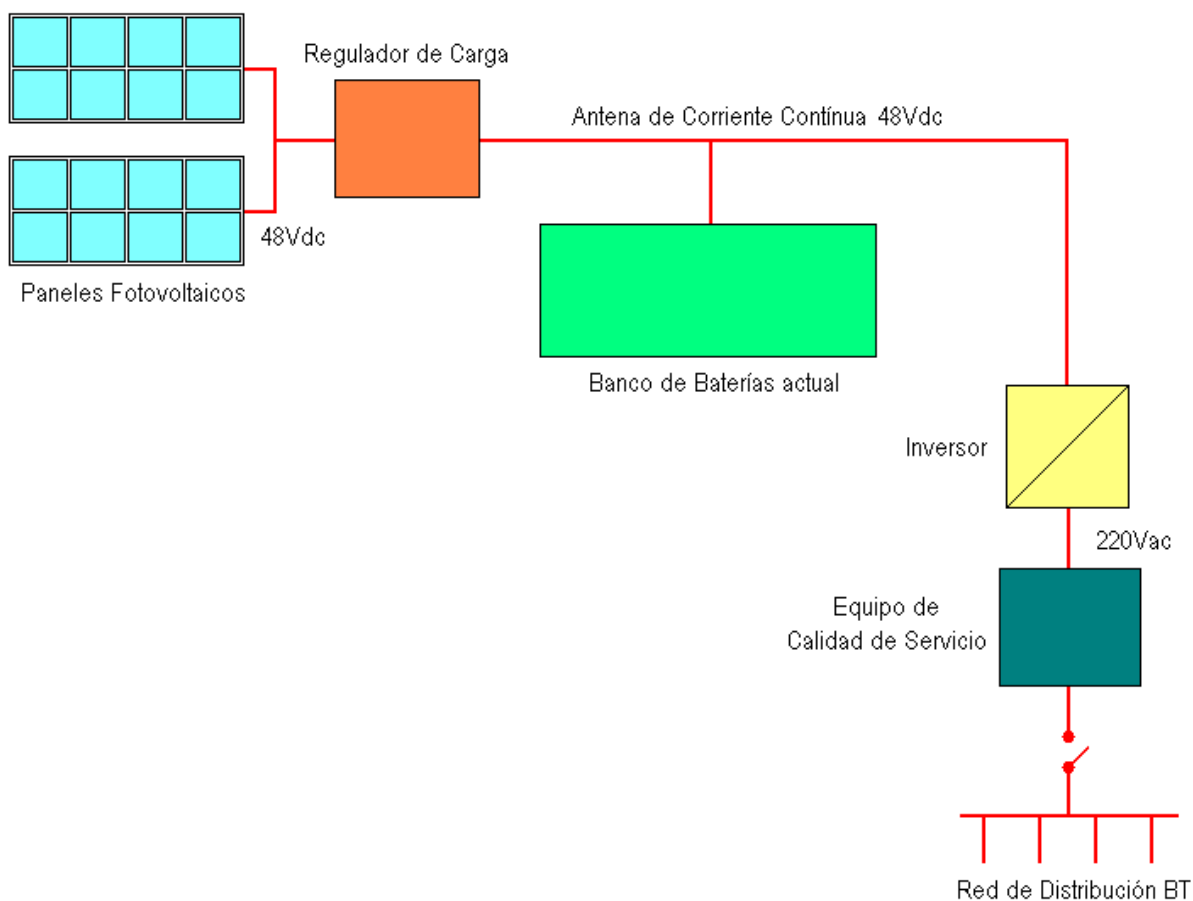 Regulador de Carga
Antena de Corriente Contínua 48Vdc
48Vdc
Paneles Fotovoltaicos
Banco de Baterías actual
Inversor
220Vac
Equipo de
Calidad de Servicio
Red de Distribución BT